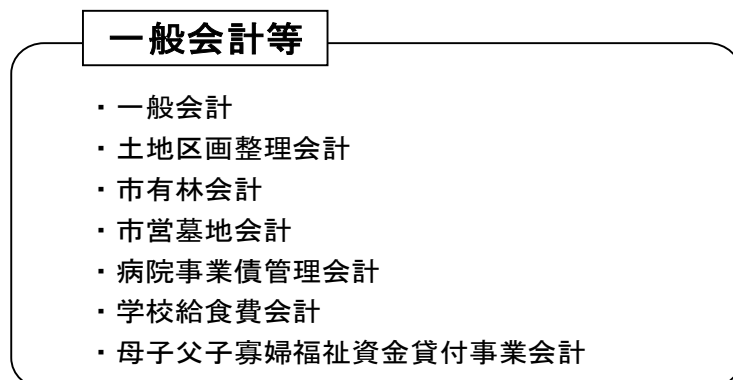 一般会計等
・一般会計
・土地区画整理会計
・市有林会計
・市営墓地会計
・病院事業債管理会計
・学校給食費会計
・母子父子寡婦福祉資金貸付事業会計